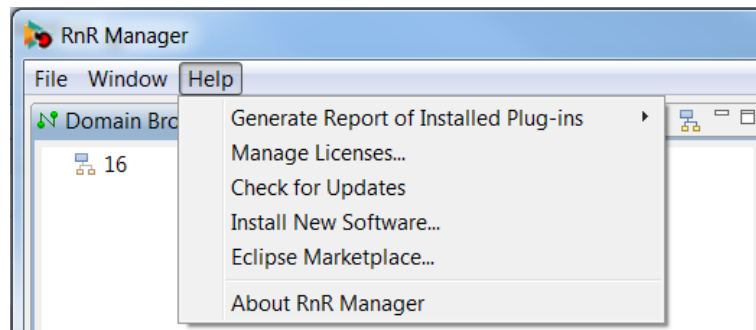 RnR Manager
File Window Help
Domain Bro
16
Generate Report of Installed Plug-ins
Manage Licenses...
Check for Updates
Install New Software...
Eclipse Marketplace...
About RnR Manager